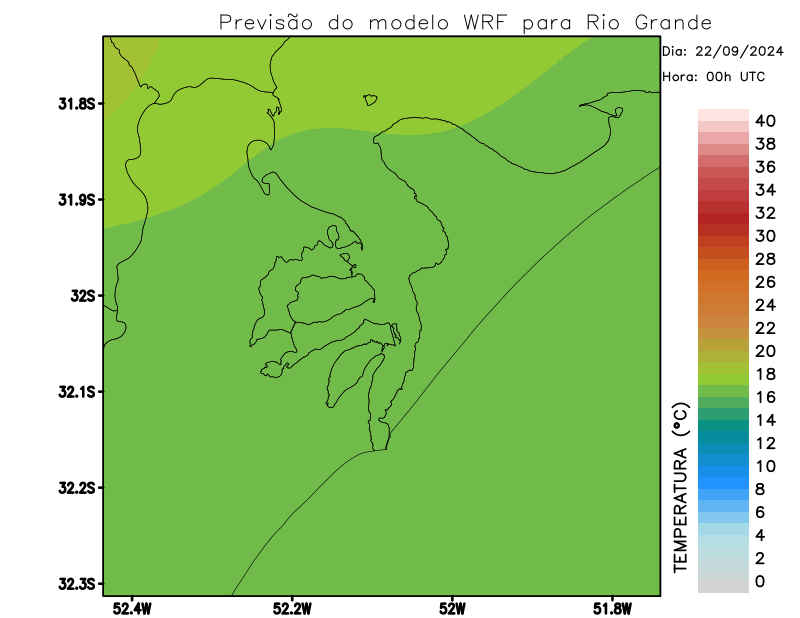 Previsão do modelo WRF para Rio Grande
Dia: 22/09/2024
Hora: 00h UTC
31.8S
31.9S
32S
32.1S
32.2S
32.3S
52.4W
52.2W
52W
51.8W
TEMPERATURA (°C)
40
38
36
34
32
30
28
26
24
22
20
18
16
14
12
10
8
6
4
2
0